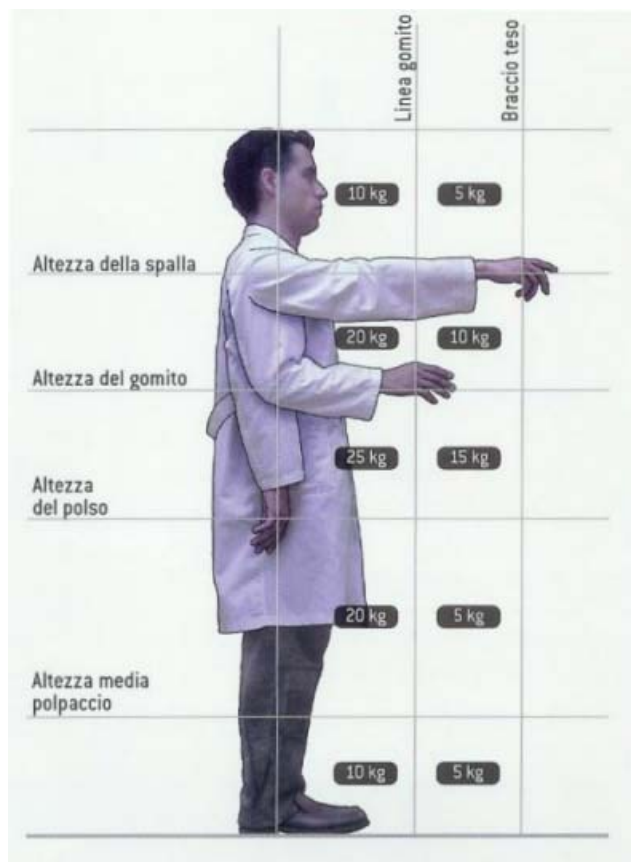 Linea gomito
Braccio teso
10 kg
5 kg
Altezza della spalla
20 kg
10 kg
Altezza del gomito
25 kg
15 kg
Altezza
del polso
20 kg
5 kg
Altezza media
polpaccio
10 kg
5 kg